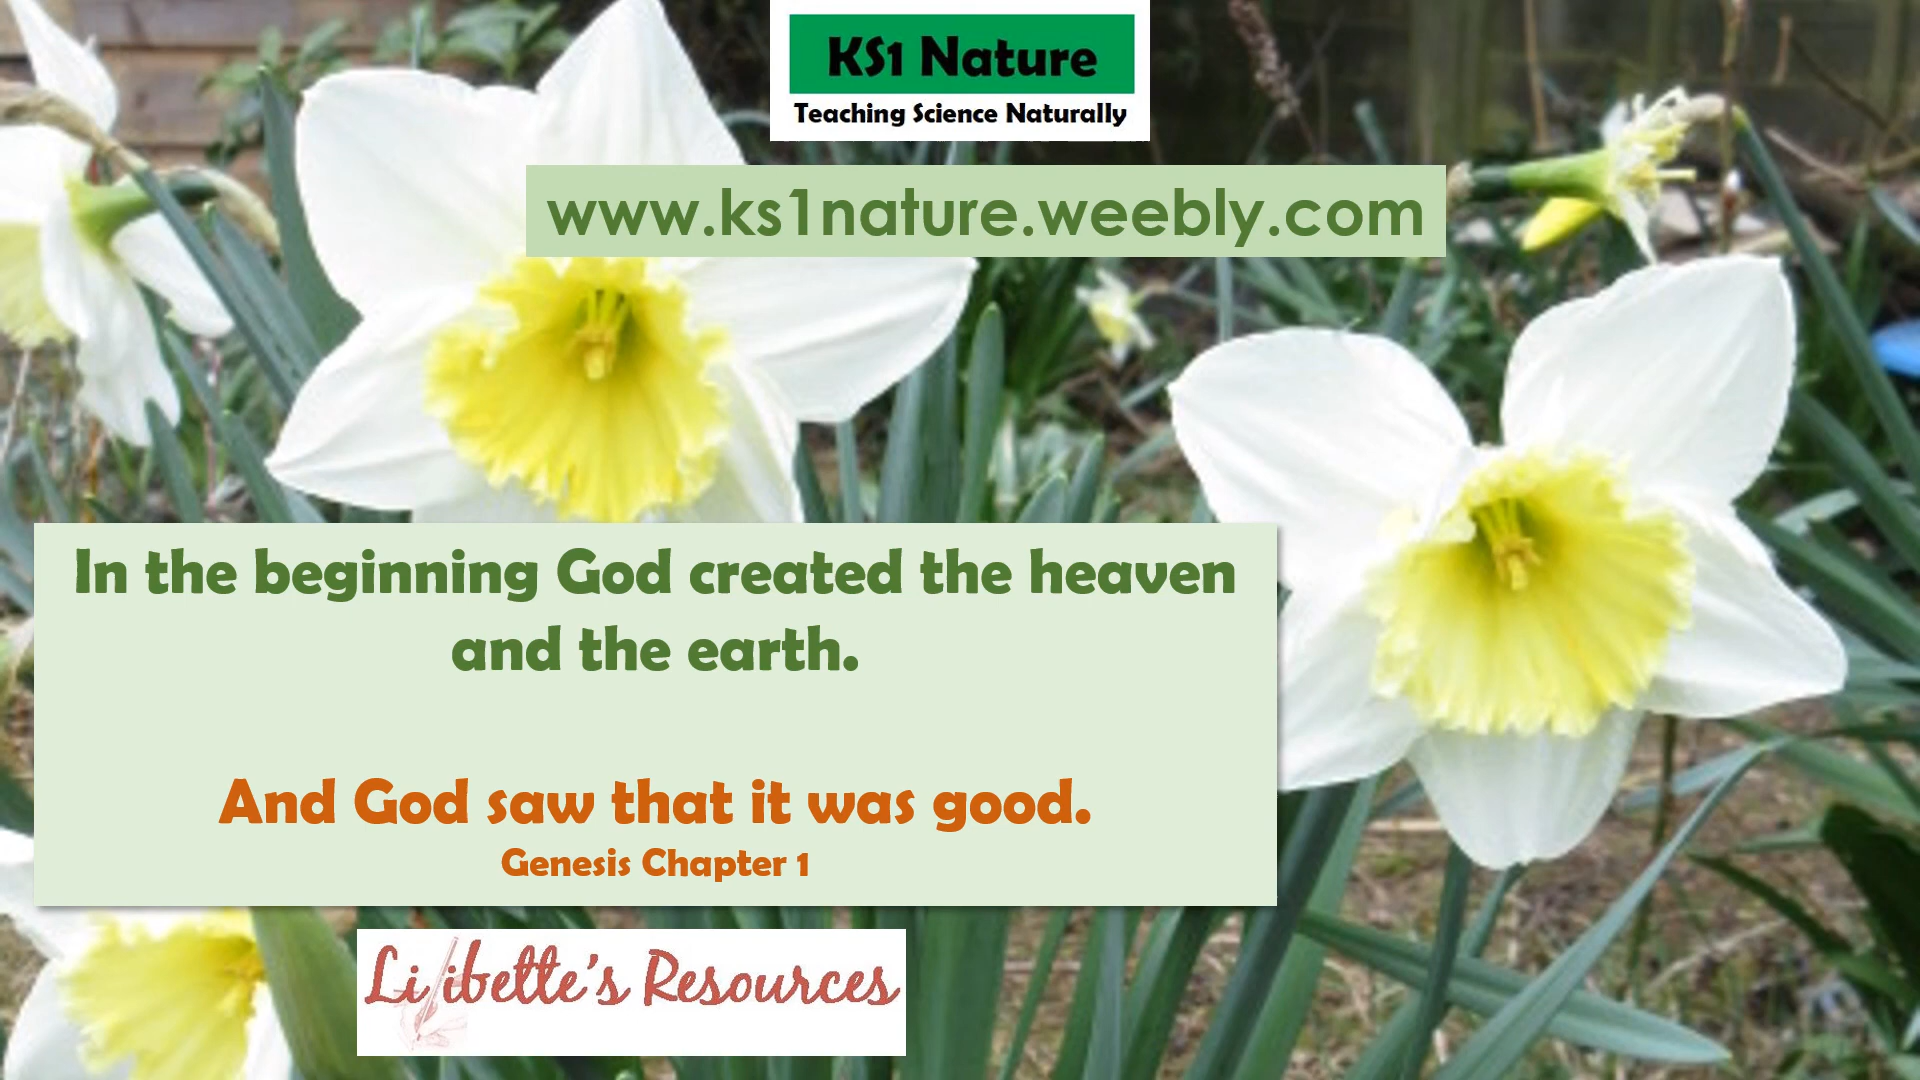 KS1 Nature
Teaching Science Naturally
www.ks1nature.weebly.com
In the beginning God created the heaven
and the earth.
And God saw that it was good.
Genesis Chapter 1
Lilibette's Resources